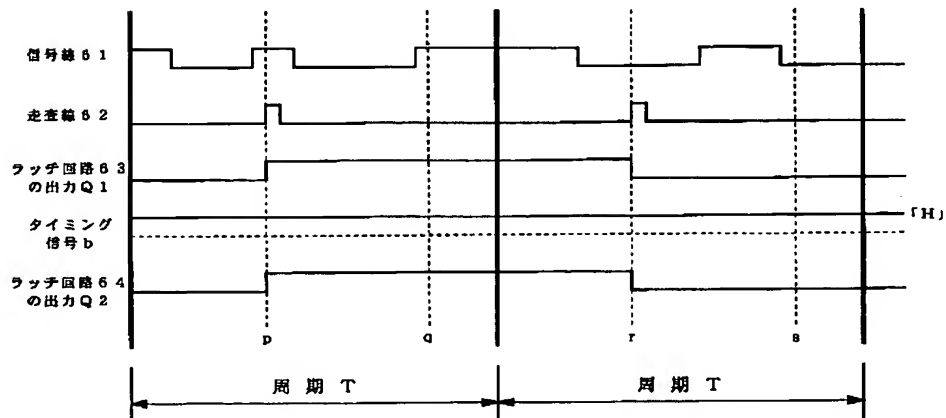 信号線61
走査線62
ラッチ回路63
の出力Q1
タイミング
信号b
「H」
ラッチ回路64
の出力Q2
p
q
r
s
周期T
周期T